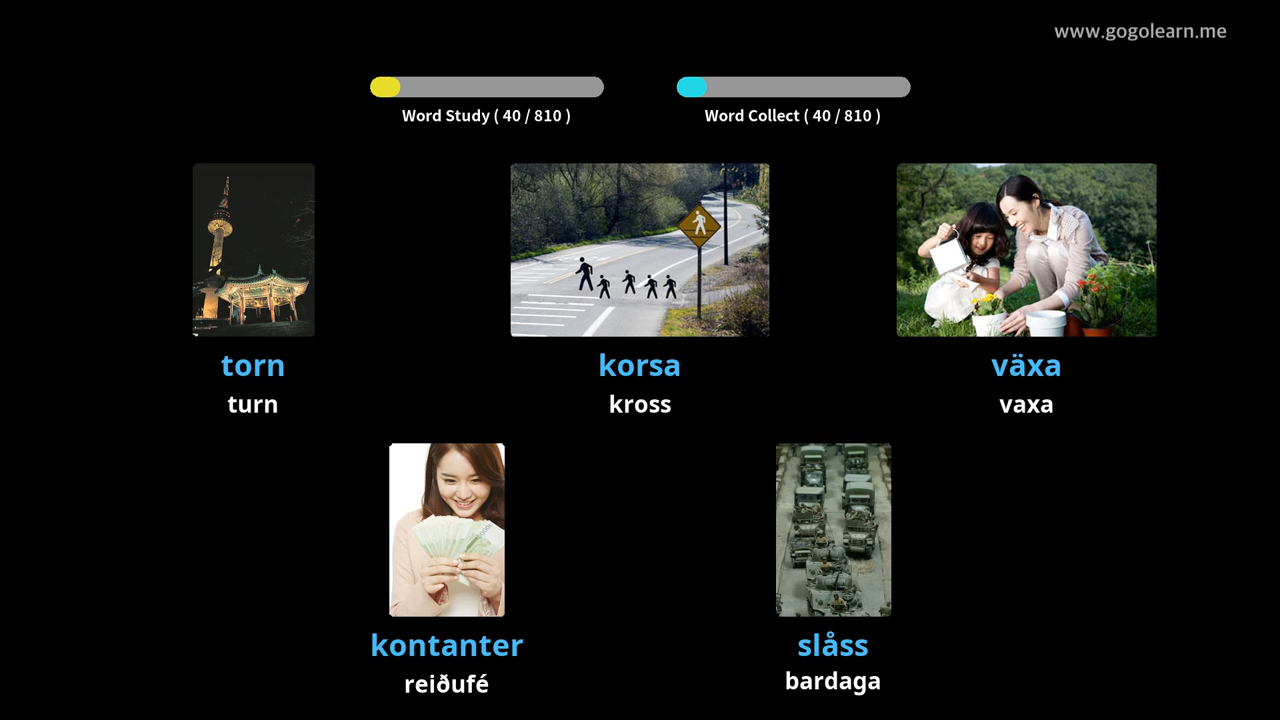 www.gogolearn.me
Word Study ( 40 / 810 )
Word Collect ( 40 / 810 )
torn
turn
korsa
kross
växa
vaxa
kontanter
reiðufé
slåss
bardaga